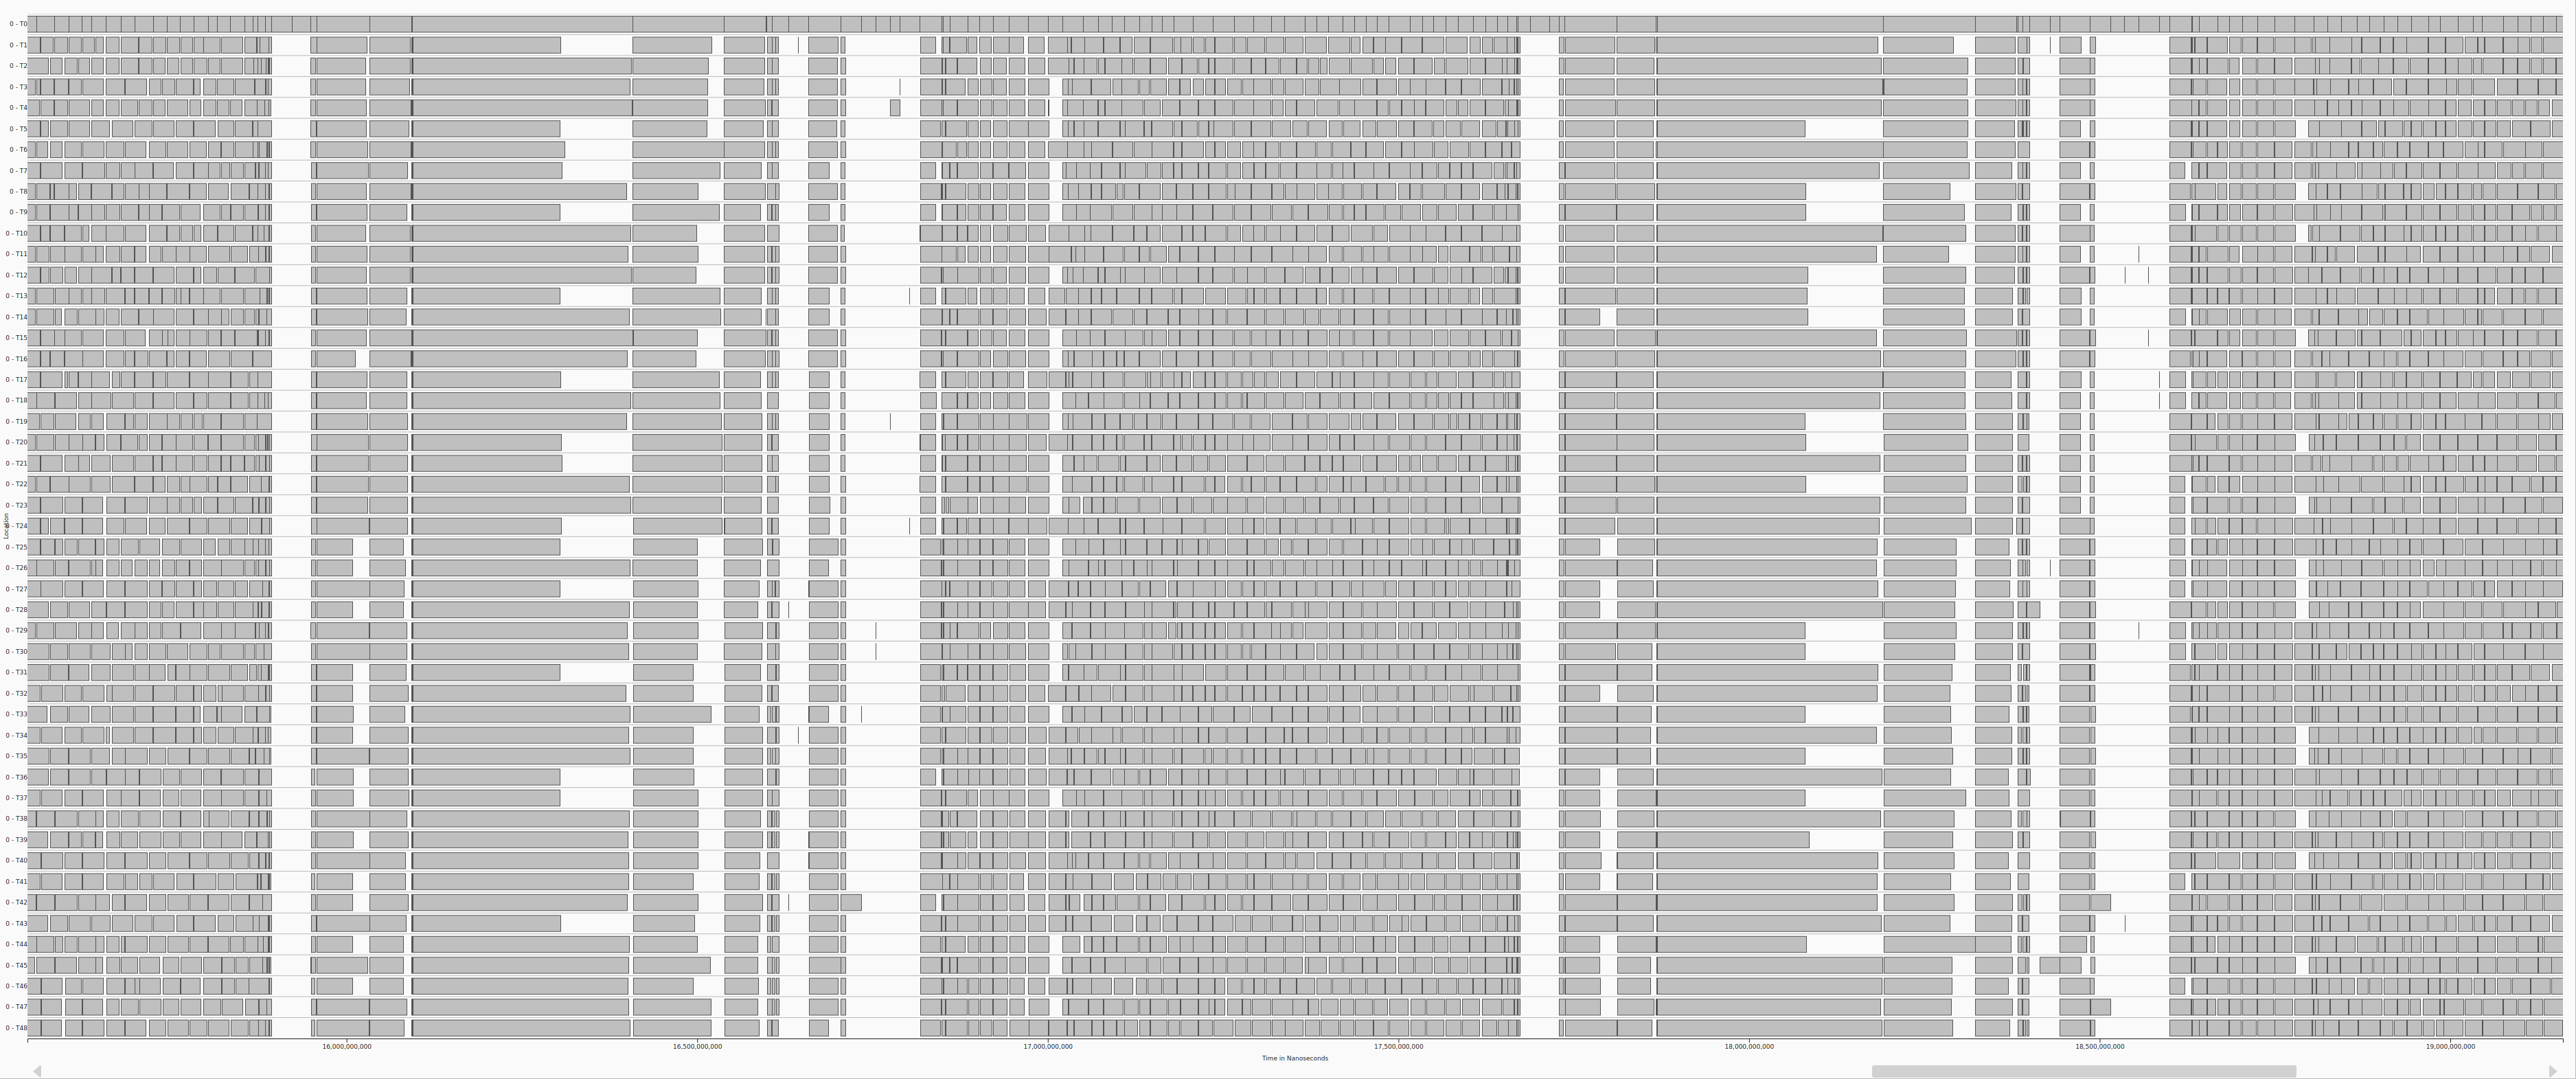 0 - T0
0 - T1
0 - T2
0 - T3
0 - T4
0 - T5
0 - T6
0 - T7
0 - T8
0 - T9
0 - T10
0 - T11
0 - T12
0 - T13
0 - T14
0 - T15
0 - T16
0 - T17
0 - T18
0 - T19
0 - T20
0 - T21
0 - T22
0 - T23
Location
0 - T24
0 - T25
0 - T26
0 - T27
0 - T28
0 - T29
0 - T30
0 - T31
0 - T32
0 - T33
0 - T34
0 - T35
0 - T36
0 - T37
0 - T38
0 - T39
0 - T40
0 - T41
0 - T42
0 - T43
0 - T44
0 - T45
0 - T46
0 - T47
0 - T48
16,000,000,000 16,500,000,000 17,000,000,000 17,500,000,000 18,000,000,000 18,500,000,000 19,000,000,000
Time in Nanoseconds